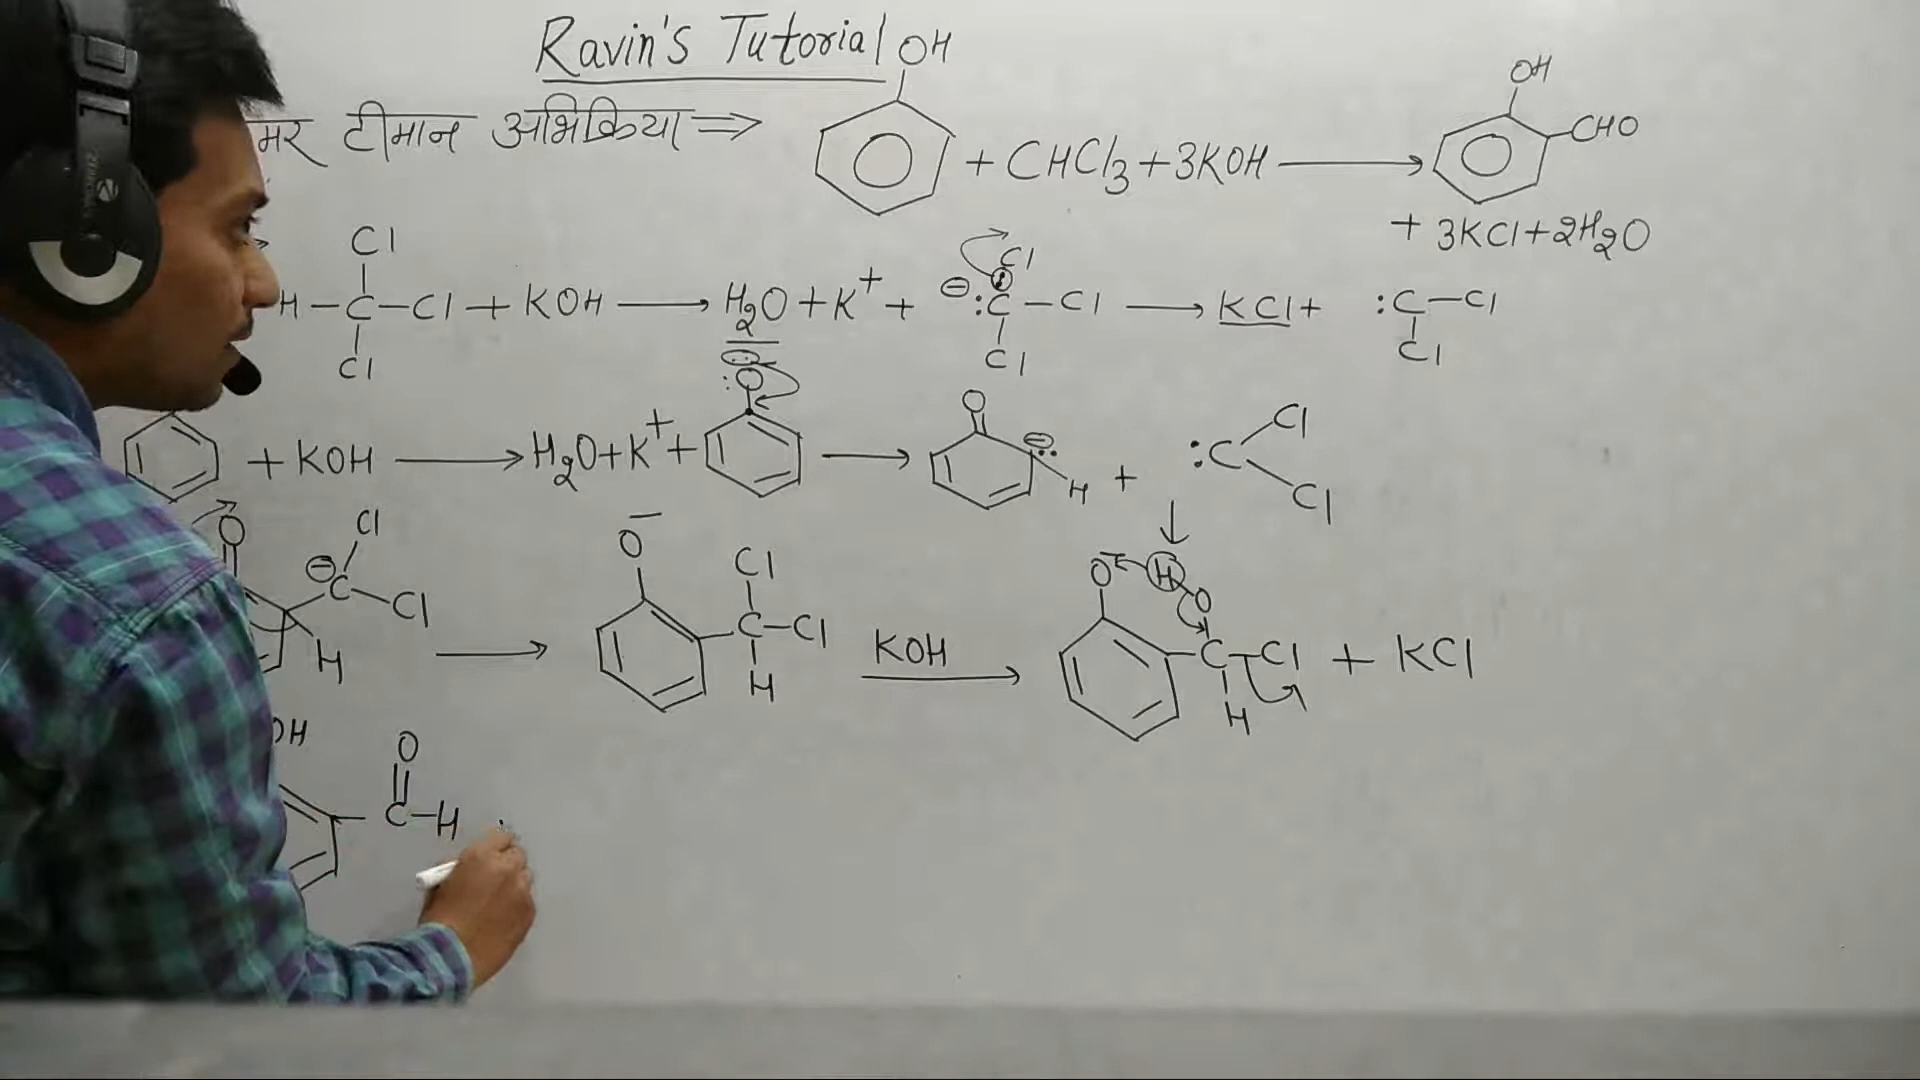 Ravin's Tutorial
मर टीमान अभिक्रिया ⇒ OH + CHCl3 + 3KOH ⟶ OH CHO
+ 3KCl + 2H2O
H–C(Cl)(Cl)–Cl + KOH ⟶ H2O + K+ + ⊖:C(Cl)(Cl)–Cl ⟶ KCl + :C(Cl)–Cl
+ KOH ⟶ H2O + K+ + :O ⟶ O ⊖ H + :C Cl Cl
↓
O ⊖ C Cl Cl H ⟶ O– C Cl Cl H KOH ⟶ O– H O C–Cl H + KCl
OH O C–H